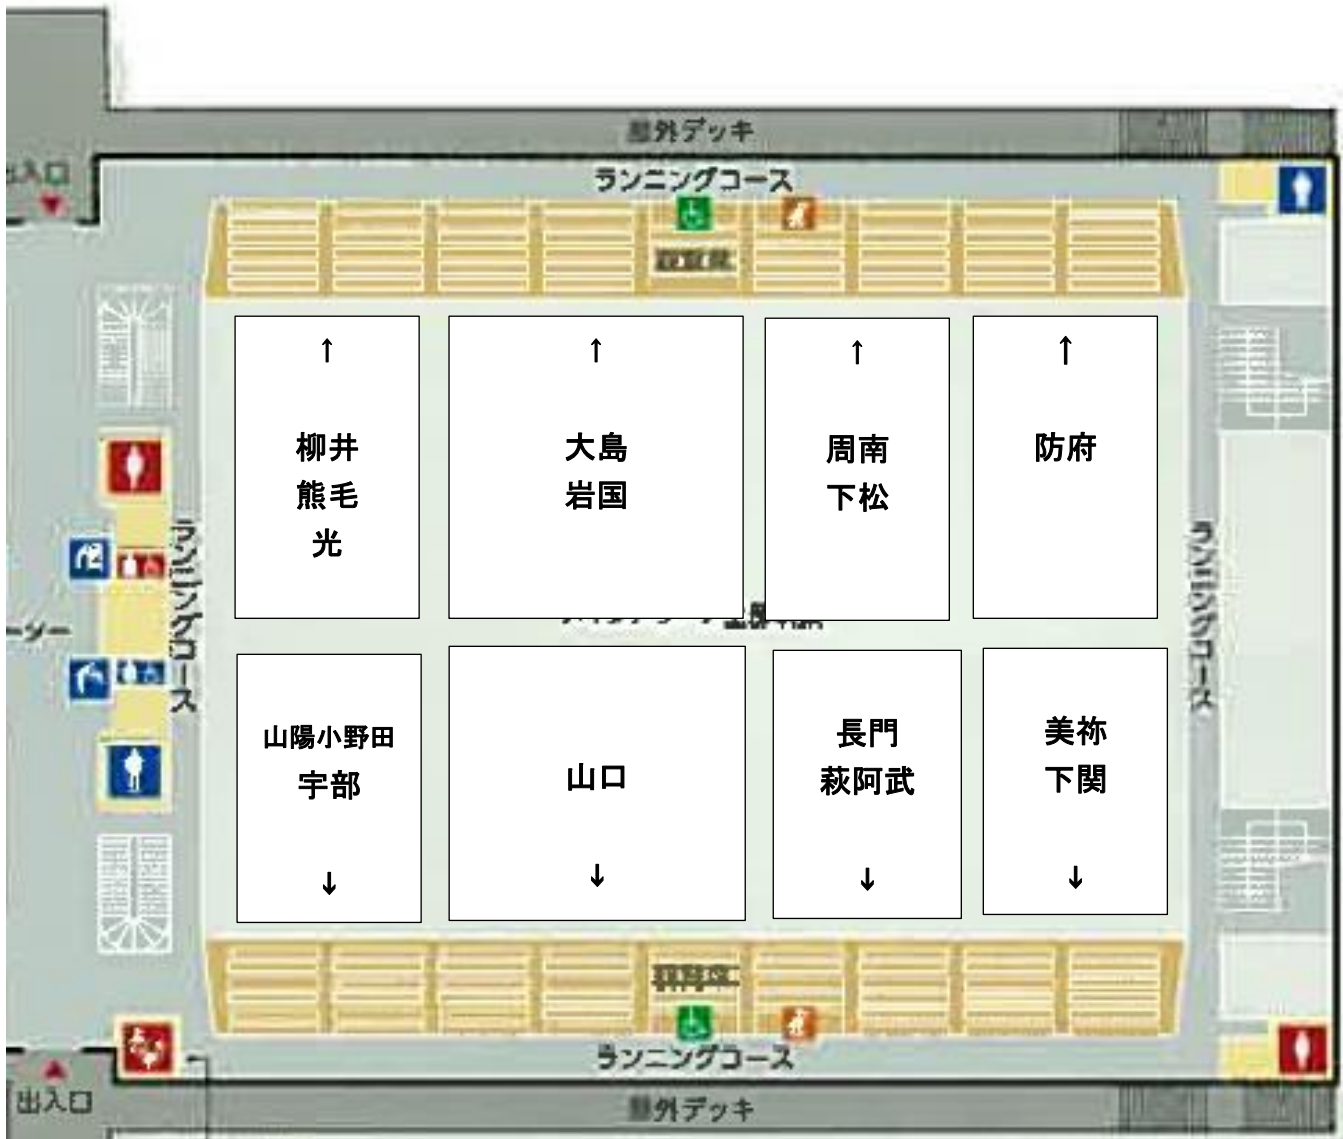 屋外デッキ
出入口
ランニングコース
観覧席
↑
柳井
熊毛
光
↑
大島
岩国
↑
周南
下松
↑
防府
ランニングコース
ランニングコース
山陽小野田
宇部
↓
山口
↓
長門
萩阿武
↓
美祢
下関
↓
ランニングコース
出入口
屋外デッキ